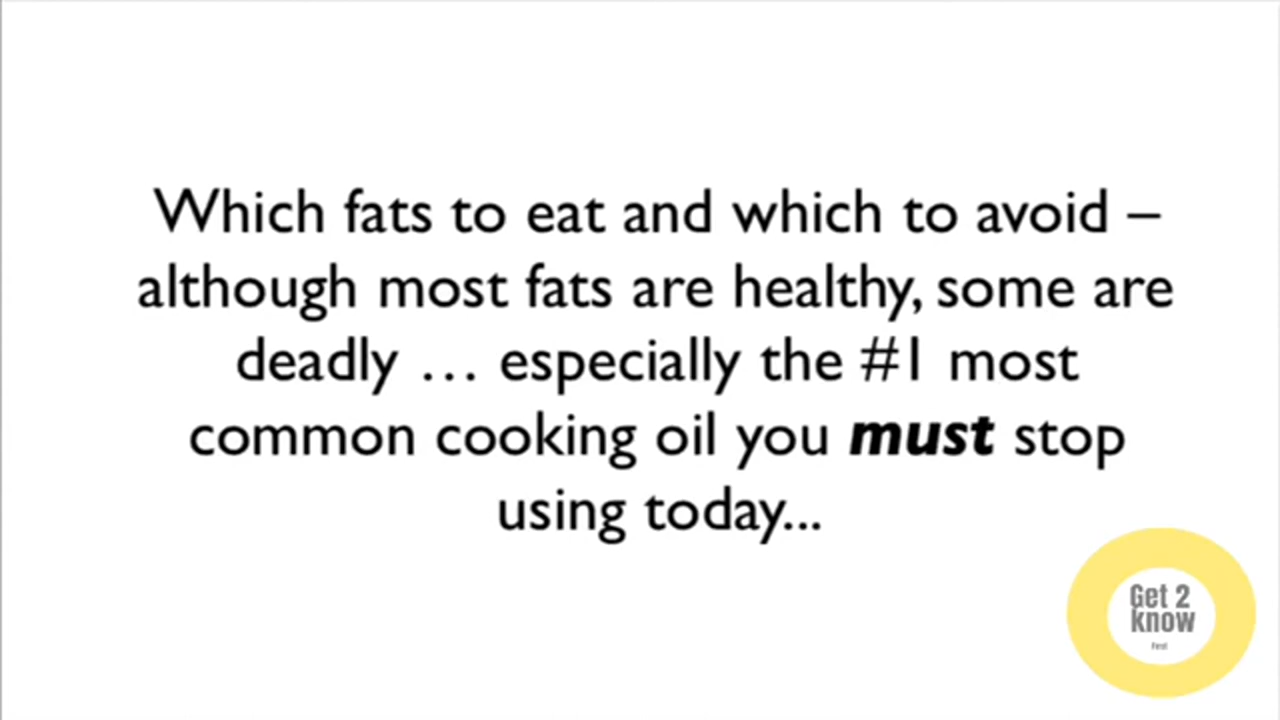 Which fats to eat and which to avoid –
although most fats are healthy, some are
deadly … especially the #1 most
common cooking oil you must stop
using today...
Get 2
know
First